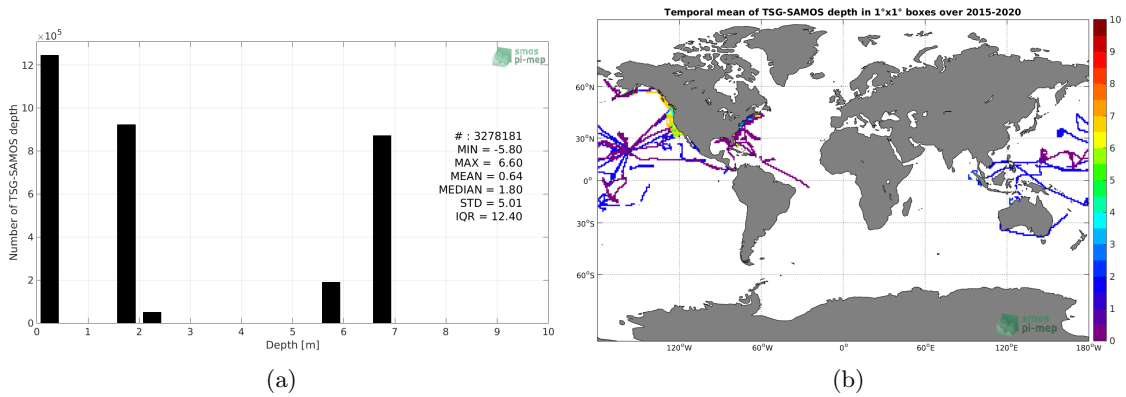 ×10⁵
smos
pi-mep
12
10
8
6
4
2
0
Number of TSG-SAMOS depth
# : 3278181
MIN = -5.80
MAX = 6.60
MEAN = 0.64
MEDIAN = 1.80
STD = 5.01
IQR = 12.40
0 1 2 3 4 5 6 7 8 9 10
Depth [m]
(a)
Temporal mean of TSG-SAMOS depth in 1°x1° boxes over 2015-2020
60°N
30°N
0°
30°S
60°S
120°W 60°W 0° 60°E 120°E 180°W
smos
pi-mep
10
9
8
7
6
5
4
3
2
1
0
(b)